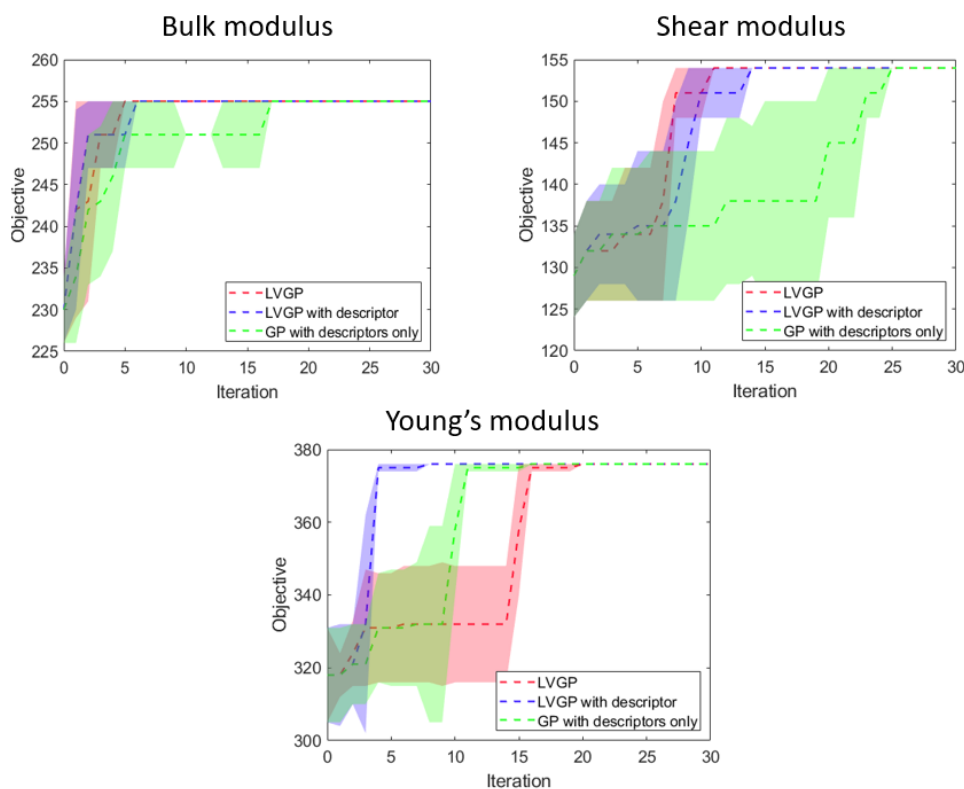 Bulk modulus
Shear modulus
260
255
250
245
240
235
230
225
0
5
10
15
20
25
30
Objective
Iteration
LVGP
LVGP with descriptor
GP with descriptors only
155
150
145
140
135
130
125
120
0
5
10
15
20
25
30
Objective
Iteration
LVGP
LVGP with descriptor
GP with descriptors only
Young's modulus
380
360
340
320
300
0
5
10
15
20
25
30
Objective
Iteration
LVGP
LVGP with descriptor
GP with descriptors only